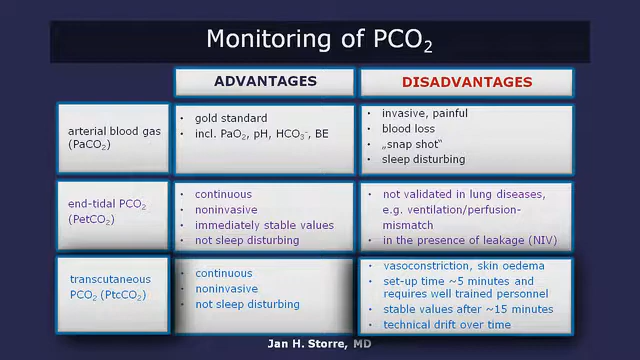 Monitoring of PCO₂
ADVANTAGES
DISADVANTAGES
arterial blood gas
(PaCO₂)
• gold standard
• incl. PaO₂, pH, HCO₃⁻, BE
• invasive, painful
• blood loss
• „snap shot“
• sleep disturbing
end-tidal PCO₂
(PetCO₂)
• continuous
• noninvasive
• immediately stable values
• not sleep disturbing
• not validated in lung diseases,
e.g. ventilation/perfusion-
mismatch
• in the presence of leakage (NIV)
transcutaneous
PCO₂ (PtcCO₂)
• continuous
• noninvasive
• not sleep disturbing
• vasoconstriction, skin oedema
• set-up time ~5 minutes and
requires well trained personnel
• stable values after ~15 minutes
• technical drift over time
Jan H. Storre, MD